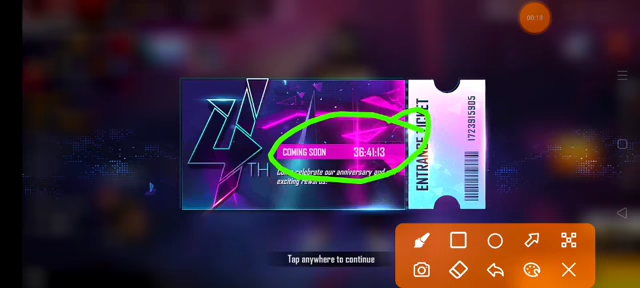 00:13
4TH
COMING SOON 36:41:13
Come celebrate our anniversary and
exciting rewards.
ENTRANCE TICKET
1723915905
Tap anywhere to continue